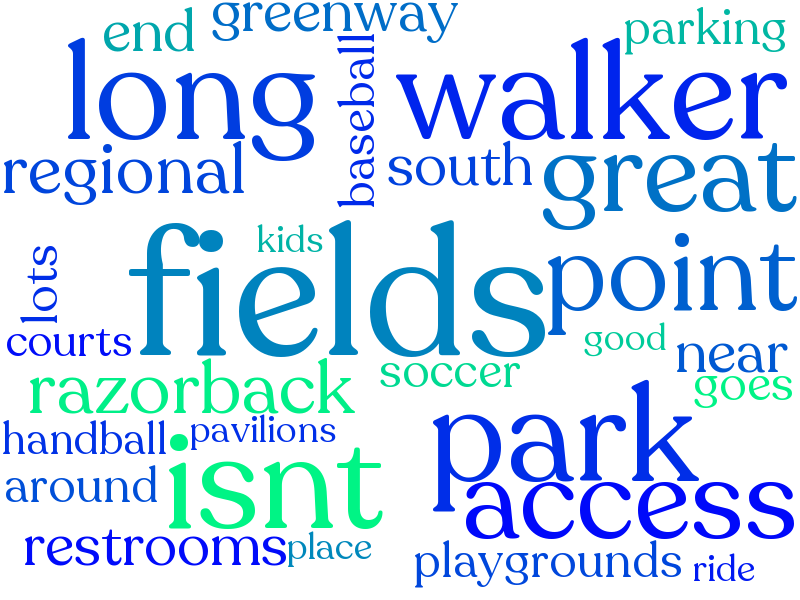 greenway
end
parking
long
baseball
walker
regional
south
great
kids
lots
fields
point
courts
good
near
razorback
soccer
goes
handball
pavilions
isnt
park
around
access
restrooms
place
playgrounds
ride